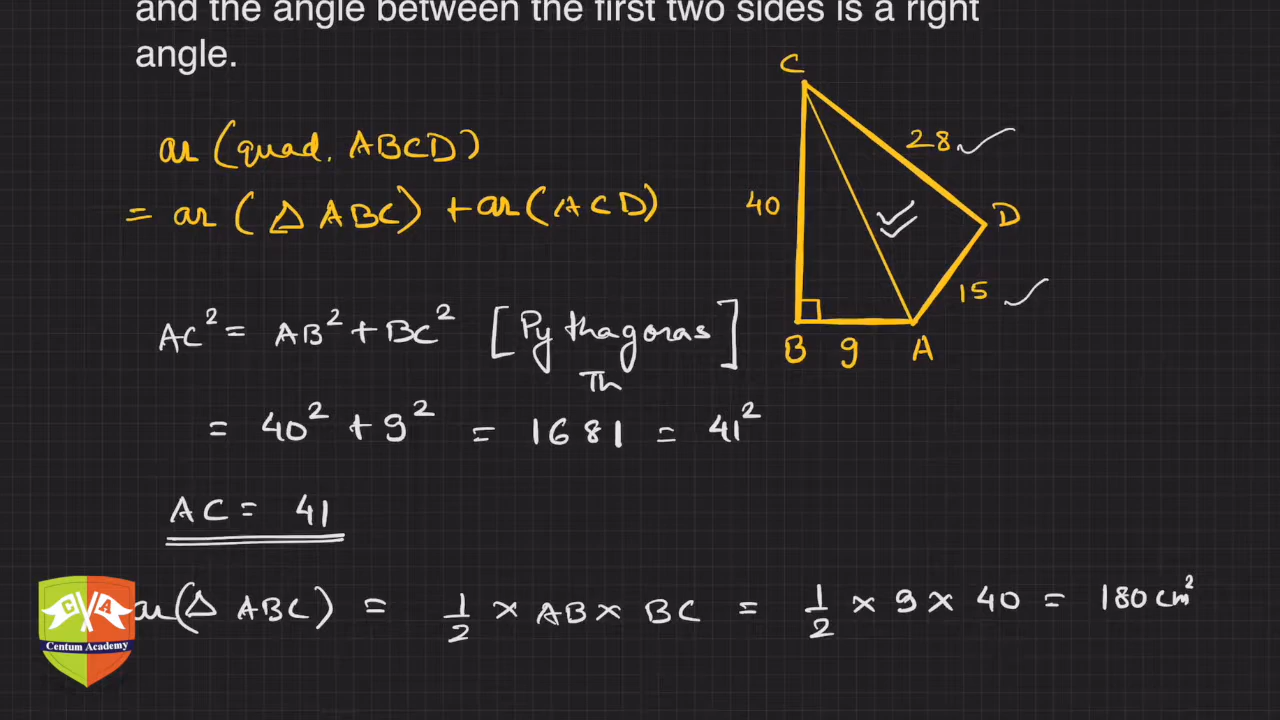 and the angle between the first two sides is a right
angle.
C
ar (quad. ABCD)
28
= ar (△ ABC) + ar (ACD)
40
D
15
AC² = AB² + BC² [Pythagoras Th]
B 9 A
= 40² + 9² = 1681 = 41²
AC = 41
ar (△ ABC) = 1/2 × AB × BC = 1/2 × 9 × 40 = 180 cm²
C A
Centum Academy